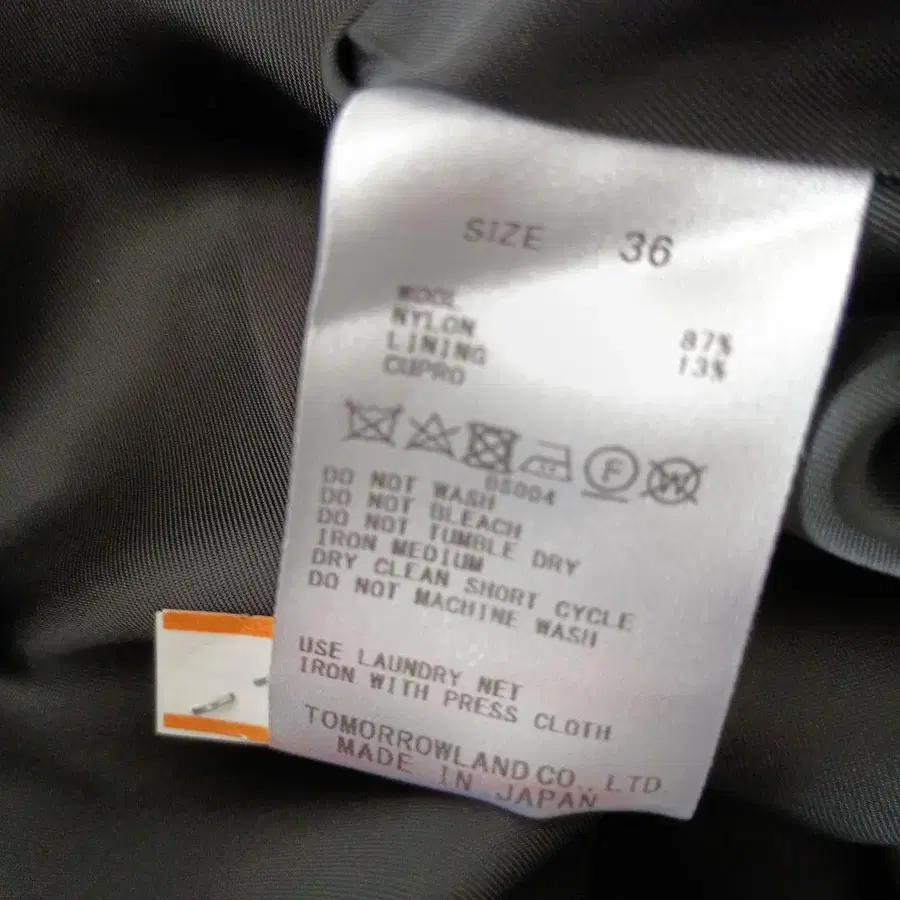 SIZE 36
WOOL 87%
NYLON 13%
LINING
CUPRO
F W
08004
DO NOT WASH
DO NOT BLEACH
DO NOT TUMBLE DRY
IRON MEDIUM
DRY CLEAN SHORT CYCLE
DO NOT MACHINE WASH
USE LAUNDRY NET
IRON WITH PRESS CLOTH
TOMORROWLAND CO., LTD.
MADE IN JAPAN